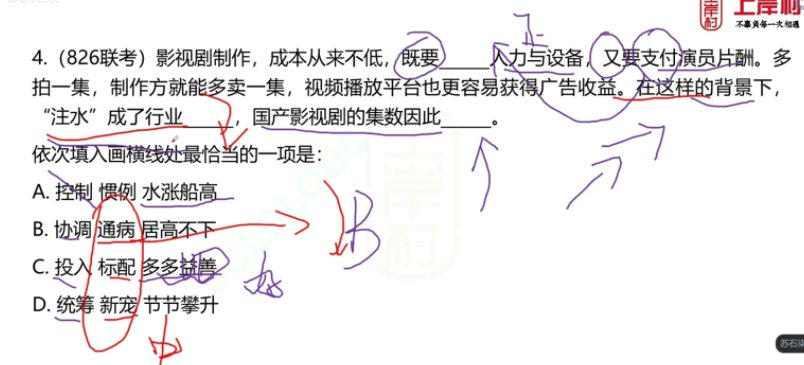 上岸村
不辜负每一次相遇
正
4.（826联考）影视剧制作，成本从来不低，既要_____人力与设备，又要支付演员片酬。多
拍一集，制作方就能多卖一集，视频播放平台也更容易获得广告收益。在这样的背景下，
“注水”成了行业_____，国产影视剧的集数因此_____。
依次填入画横线处最恰当的一项是：
A. 控制 惯例 水涨船高
B. 协调 通病 居高不下
C. 投入 标配 多多益善
D. 统筹 新宠 节节攀升
B
上岸村